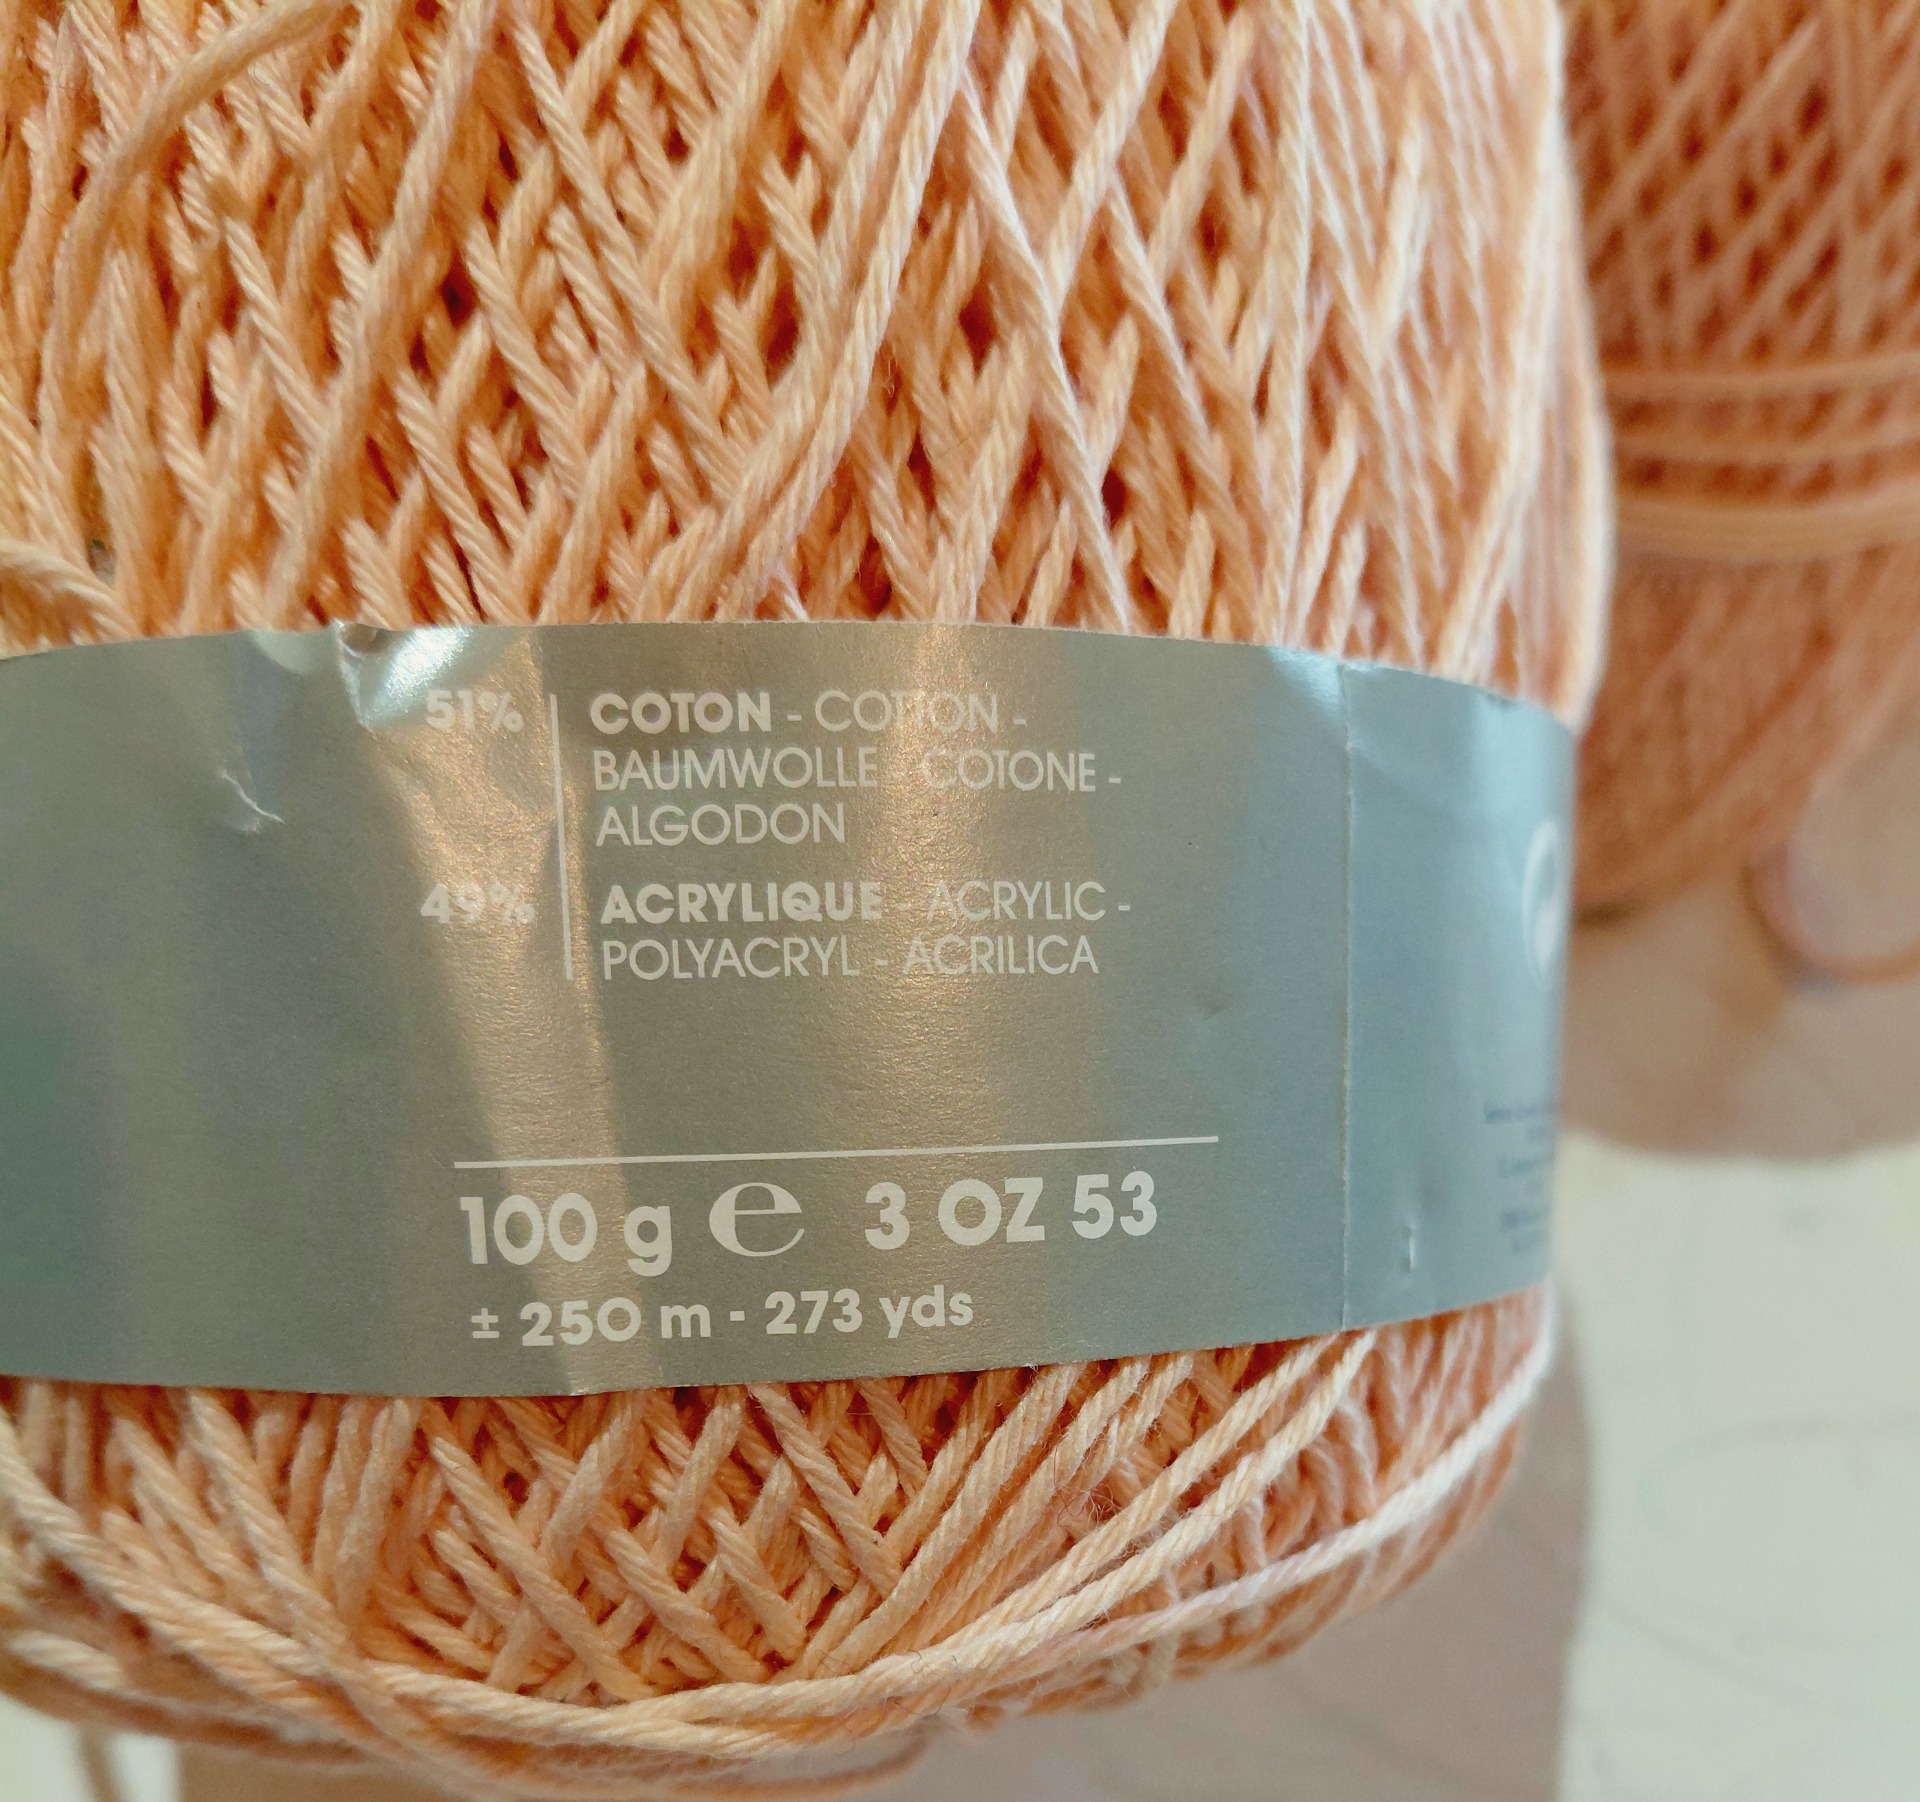 51% COTON - COTTON -
BAUMWOLLE COTONE -
ALGODON
49% ACRYLIQUE - ACRYLIC -
POLYACRYL - ACRILICA
100 g e 3 OZ 53
± 250 m - 273 yds